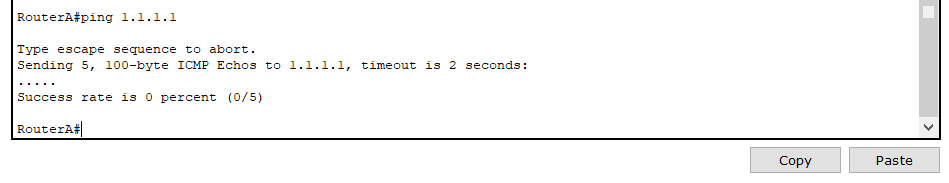 RouterA#ping 1.1.1.1
Type escape sequence to abort.
Sending 5, 100-byte ICMP Echos to 1.1.1.1, timeout is 2 seconds:
.....
Success rate is 0 percent (0/5)
RouterA#
Copy Paste